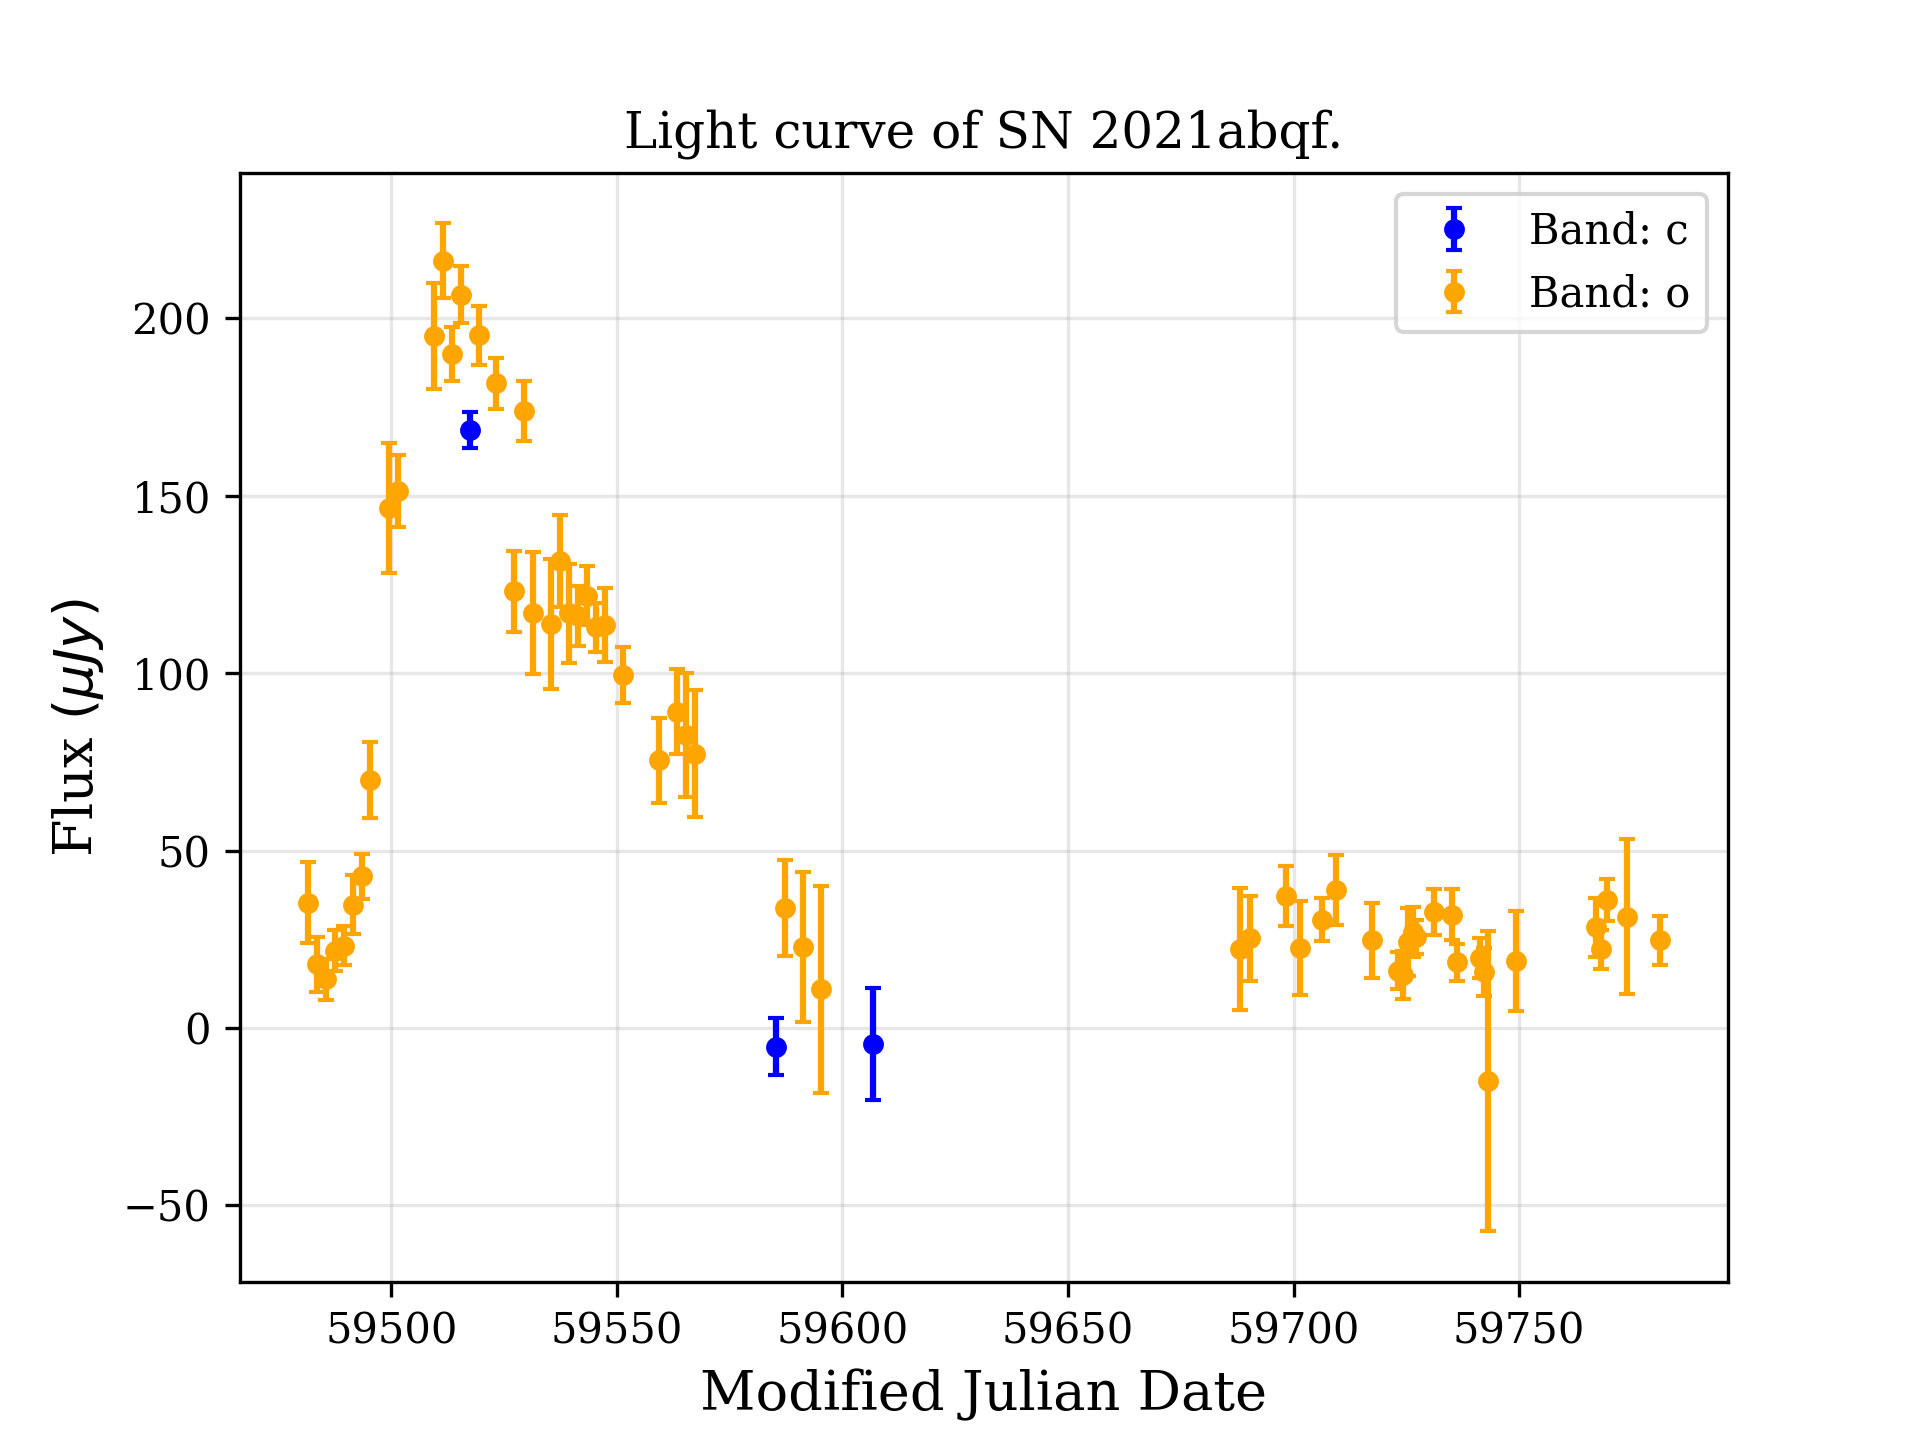 Light curve of SN 2021abqf.
Band: c
Band: o
Flux (μJy)
200
150
100
50
0
−50
59500 59550 59600 59650 59700 59750
Modified Julian Date